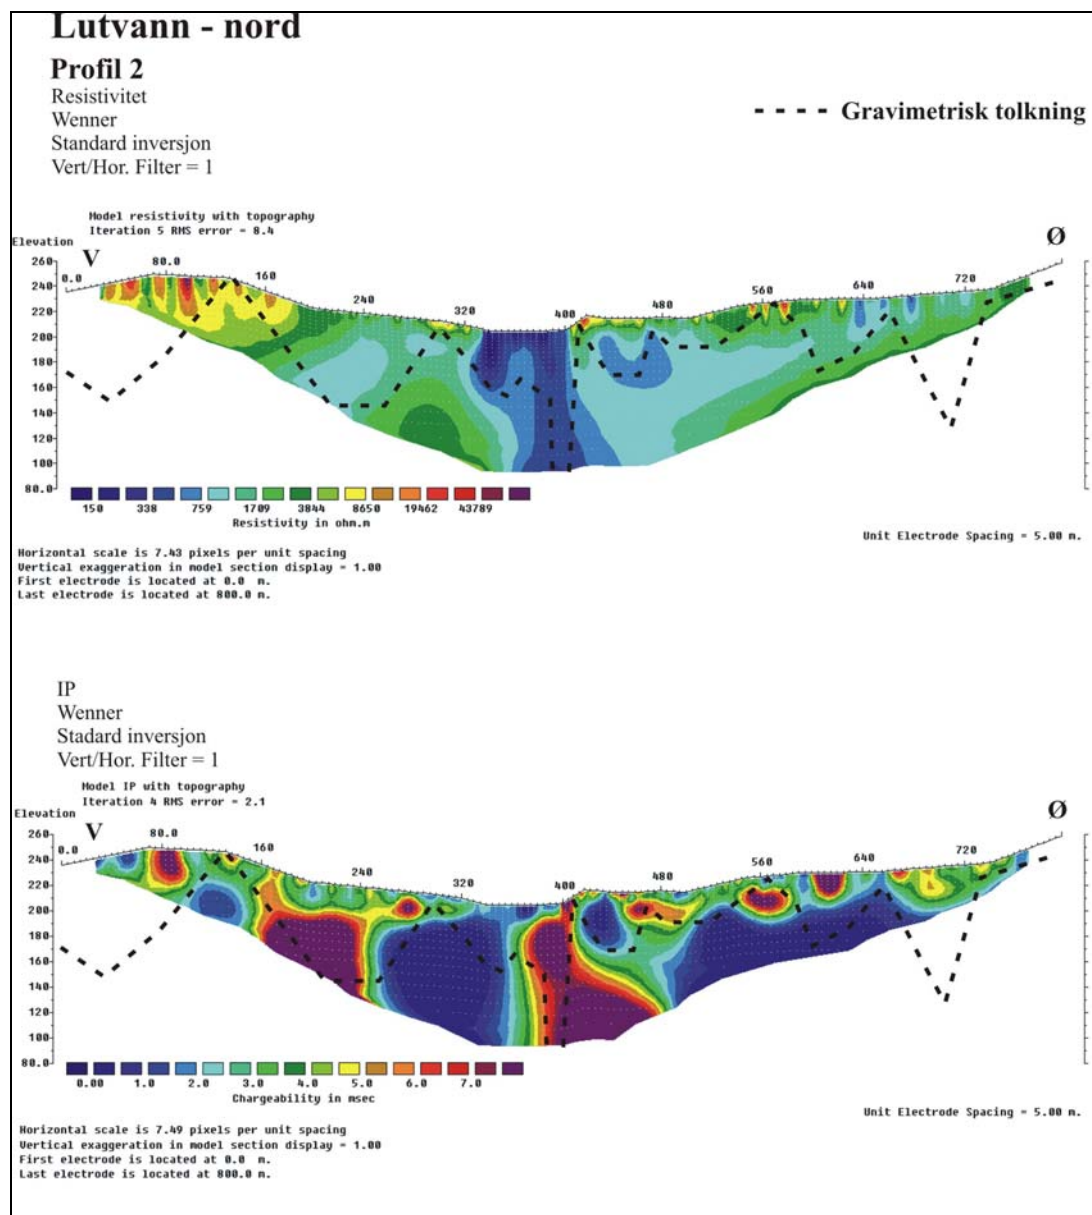 Lutvann - nord
Profil 2
Resistivitet
Wenner
Standard inversjon
Vert/Hor. Filter = 1
Gravimetrisk tolkning
Model resistivity with topography
Iteration 5 RMS error = 8.4
Elevation
V
Ø
0.0 80.0 160 240 320 400 480 560 640 720
260
240
220
200
180
160
140
120
100
80.0
150 338 759 1709 3844 8650 19462 43789
Resistivity in ohm.m
Unit Electrode Spacing = 5.00 m.
Horizontal scale is 7.43 pixels per unit spacing
Vertical exaggeration in model section display = 1.00
First electrode is located at 0.0 m.
Last electrode is located at 800.0 m.
IP
Wenner
Stadard inversjon
Vert/Hor. Filter = 1
Model IP with topography
Iteration 4 RMS error = 2.1
Elevation
V
Ø
0.0 80.0 160 240 320 400 480 560 640 720
260
240
220
200
180
160
140
120
100
80.0
0.00 1.0 2.0 3.0 4.0 5.0 6.0 7.0
Chargeability in msec
Unit Electrode Spacing = 5.00 m.
Horizontal scale is 7.49 pixels per unit spacing
Vertical exaggeration in model section display = 1.00
First electrode is located at 0.0 m.
Last electrode is located at 800.0 m.